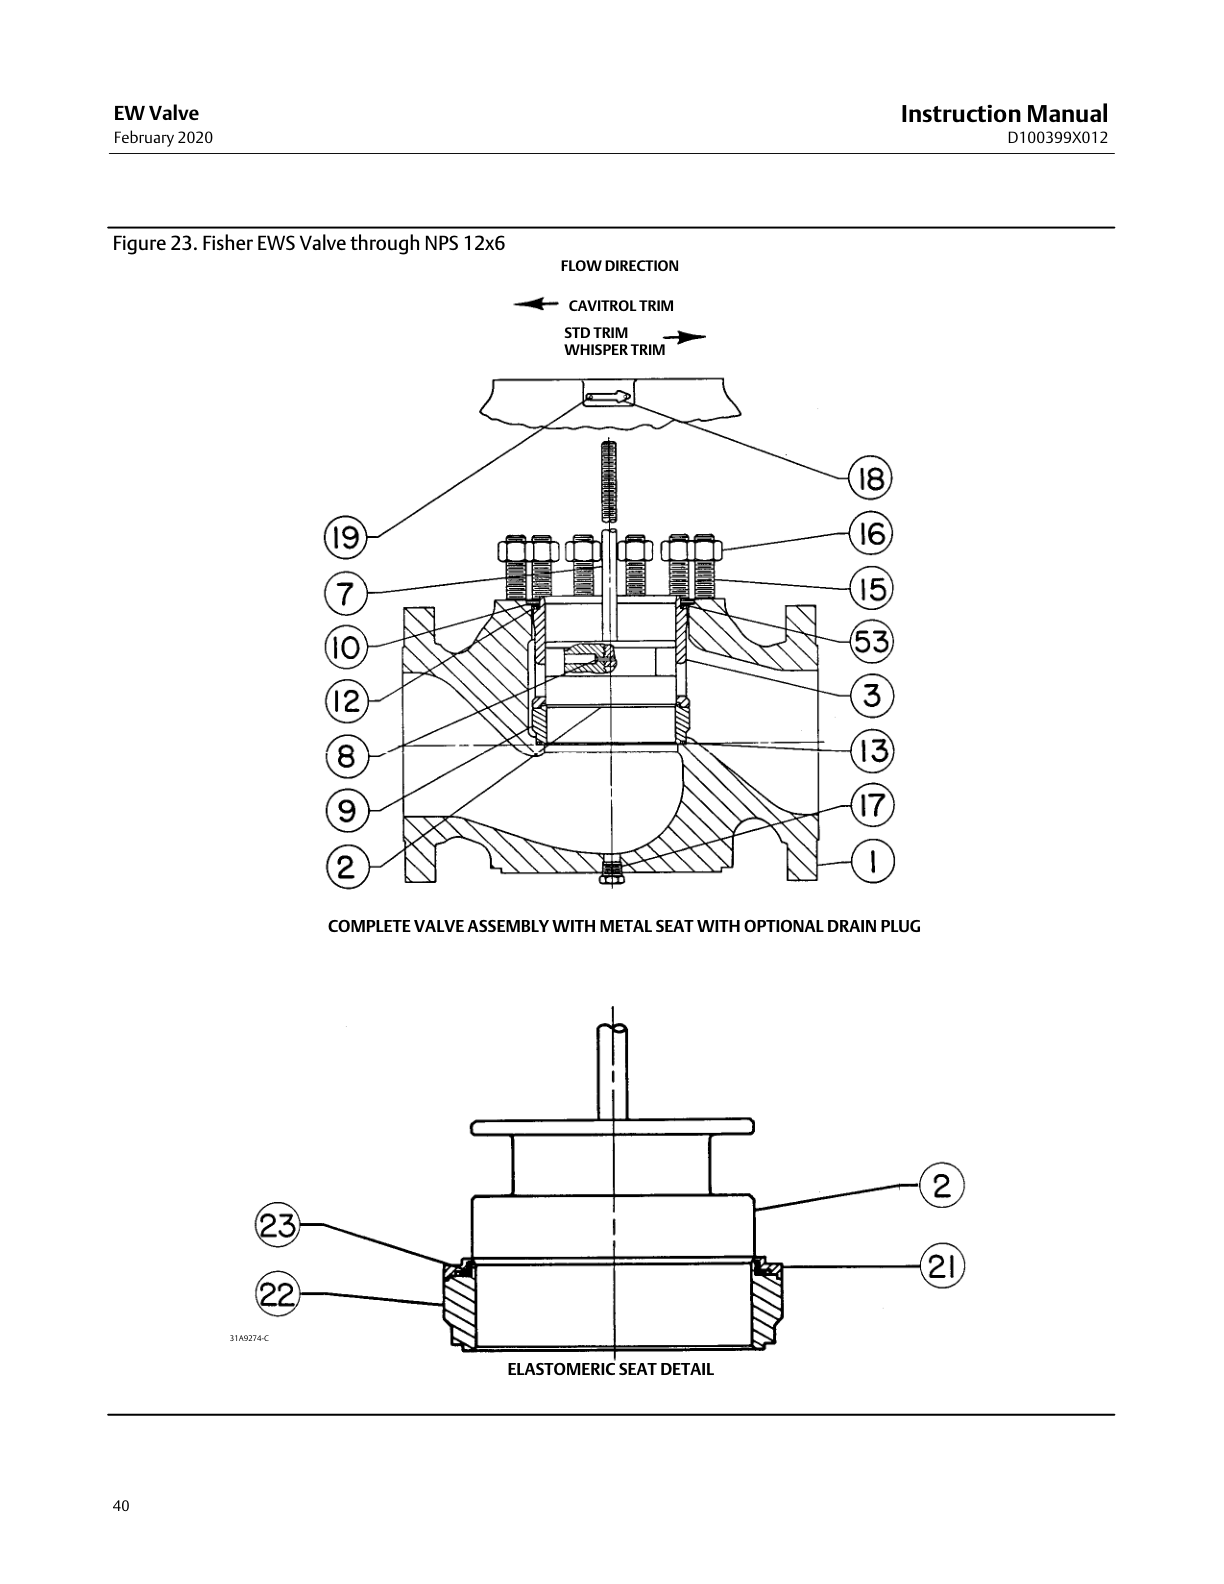 EW Valve
February 2020
Instruction Manual
D100399X012
Figure 23. Fisher EWS Valve through NPS 12x6
FLOW DIRECTION
CAVITROL TRIM
STD TRIM
WHISPER TRIM
19
7
10
12
8
9
2
18
16
15
53
3
13
17
1
COMPLETE VALVE ASSEMBLY WITH METAL SEAT WITH OPTIONAL DRAIN PLUG
2
23
21
22
31A9274-C
ELASTOMERIC SEAT DETAIL
40